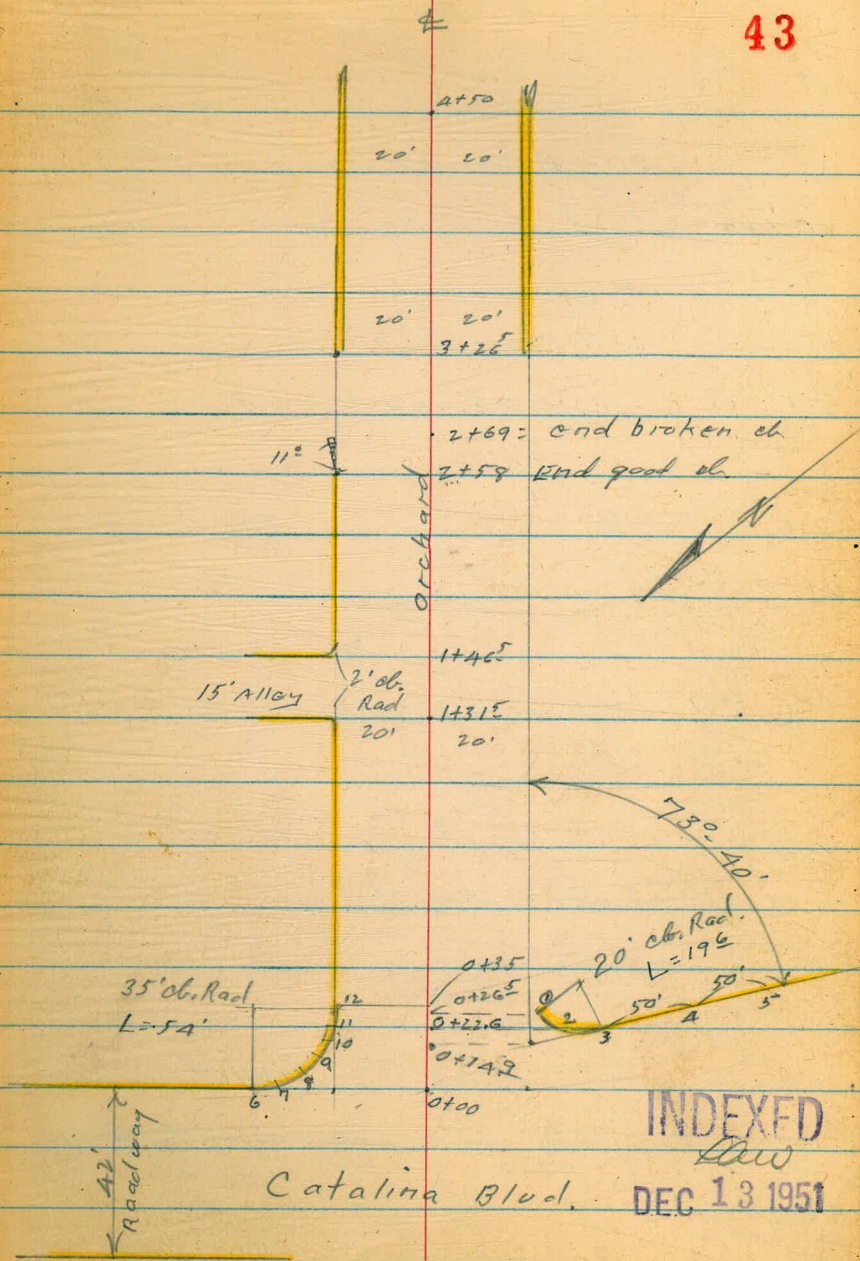 43
℄
4+50
20' 20'
20' 20'
3+26⁵
2+69= end broken cb
11⁰
2+58 End good cb.
Orchard
N
1+46⁵
15' Alley
2' cb.
Rad
1+31⁵
20' 20'
73°-40'
20' cb. Rad.
L=19⁶
35' cb. Rad
L=54'
0+35
0+26⁵
0+22.6
0+14.9
0+00
1 2 3 4 5
50' 50'
6 7 8 9 10 11 12
42'
Roadway
Catalina Blvd.
INDEXED
DEC 13 1951